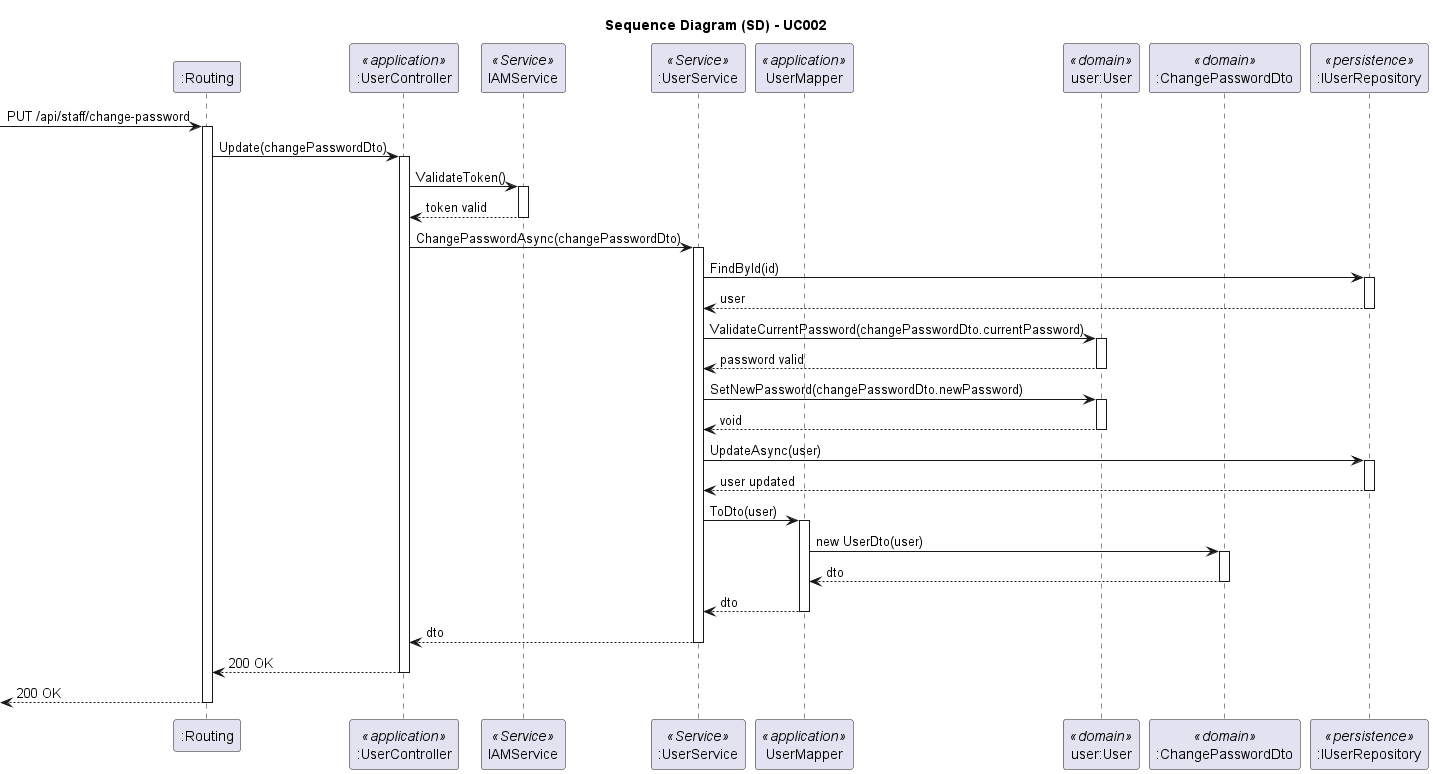 Sequence Diagram (SD) - UC002
:Routing
«application»
:UserController
«Service»
IAMService
«Service»
:UserService
«application»
UserMapper
«domain»
user:User
«domain»
:ChangePasswordDto
«persistence»
:IUserRepository
PUT /api/staff/change-password
Update(changePasswordDto)
ValidateToken()
token valid
ChangePasswordAsync(changePasswordDto)
FindById(id)
user
ValidateCurrentPassword(changePasswordDto.currentPassword)
password valid
SetNewPassword(changePasswordDto.newPassword)
void
UpdateAsync(user)
user updated
ToDto(user)
new UserDto(user)
dto
dto
dto
200 OK
200 OK
:Routing
«application»
:UserController
«Service»
IAMService
«Service»
:UserService
«application»
UserMapper
«domain»
user:User
«domain»
:ChangePasswordDto
«persistence»
:IUserRepository